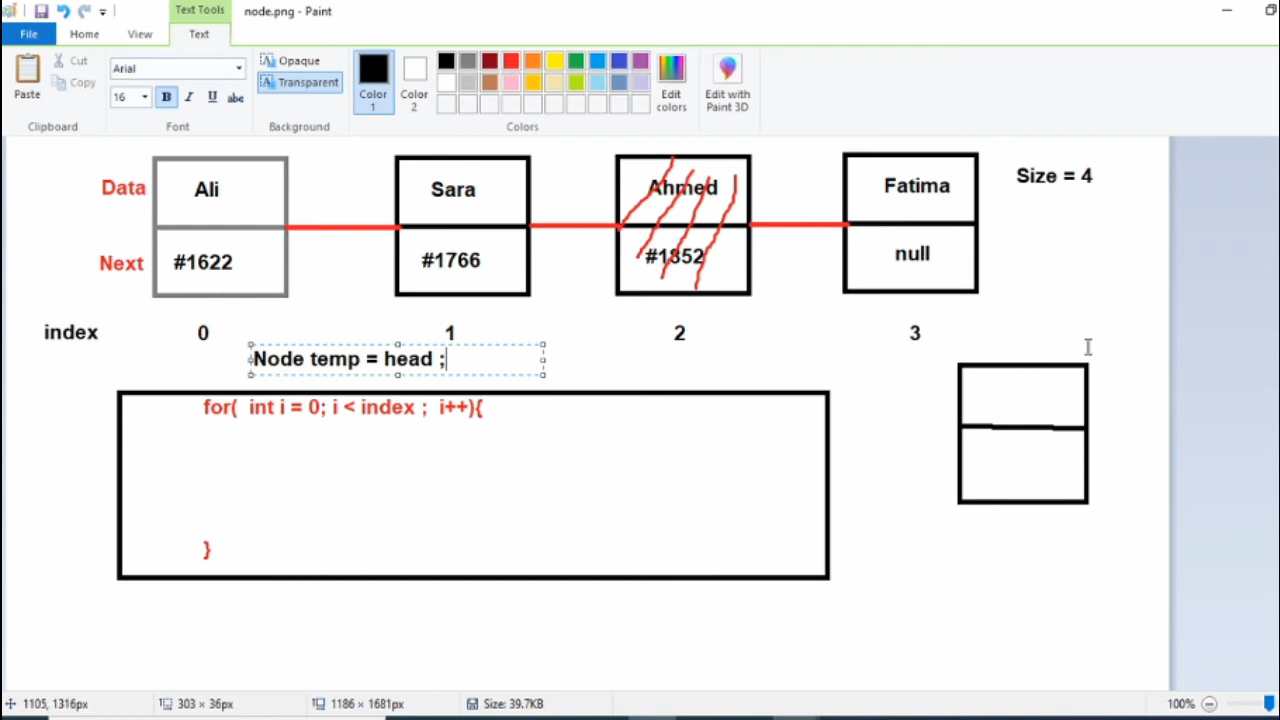 Text Tools
node.png - Paint
File
Home
View
Text
Paste
Cut
Copy
Clipboard
Arial
16
B
I
U
abc
Font
Opaque
Transparent
Background
Color 1
Color 2
Edit colors
Colors
Edit with Paint 3D
Data
Ali
Sara
Ahmed
Fatima
Size = 4
Next
#1622
#1766
#1852
null
index
0
1
2
3
Node temp = head ;
for( int i = 0; i < index ; i++){
}
1105, 1316px
303 × 36px
1186 × 1681px
Size: 39.7KB
100%